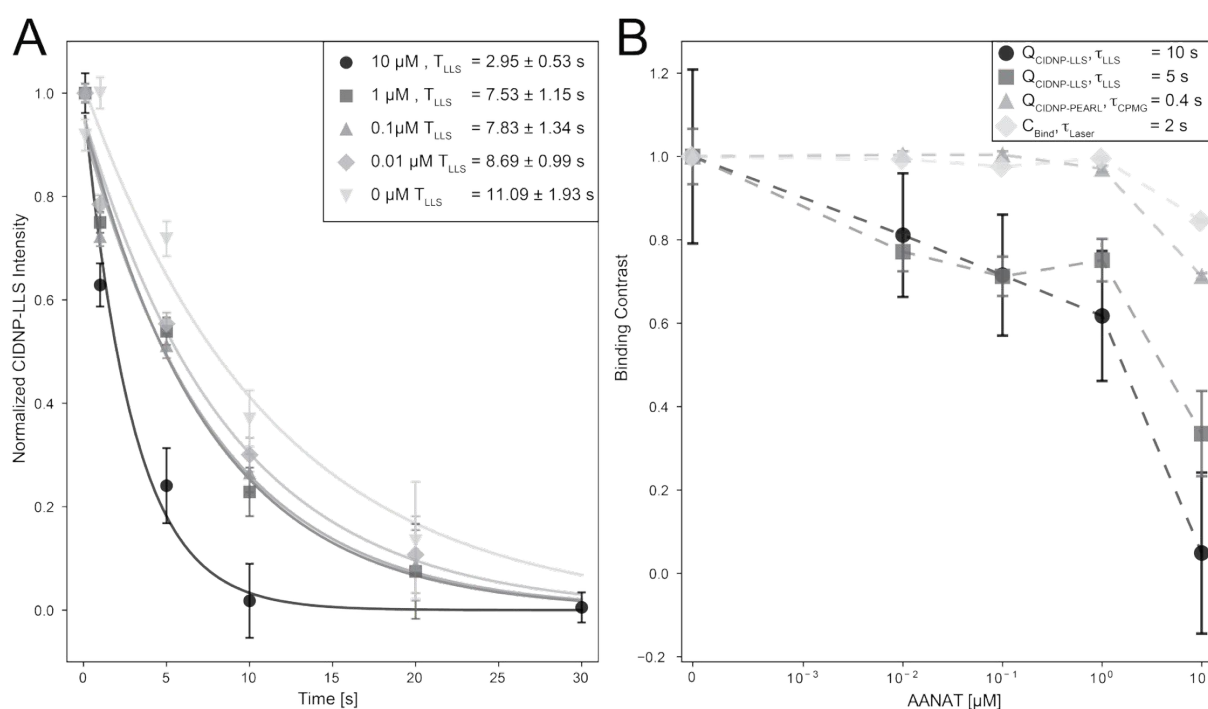 A
10 µM , T_LLS = 2.95 ± 0.53 s
1 µM , T_LLS = 7.53 ± 1.15 s
0.1µM T_LLS = 7.83 ± 1.34 s
0.01 µM T_LLS = 8.69 ± 0.99 s
0 µM T_LLS = 11.09 ± 1.93 s
Normalized CIDNP-LLS Intensity
1.0
0.8
0.6
0.4
0.2
0.0
0 5 10 15 20 25 30
Time [s]
B
Q_CIDNP-LLS, τ_LLS = 10 s
Q_CIDNP-LLS, τ_LLS = 5 s
Q_CIDNP-PEARL, τ_CPMG = 0.4 s
C_Bind, τ_Laser = 2 s
Binding Contrast
1.2
1.0
0.8
0.6
0.4
0.2
0.0
−0.2
0 10⁻³ 10⁻² 10⁻¹ 10⁰ 10
AANAT [µM]